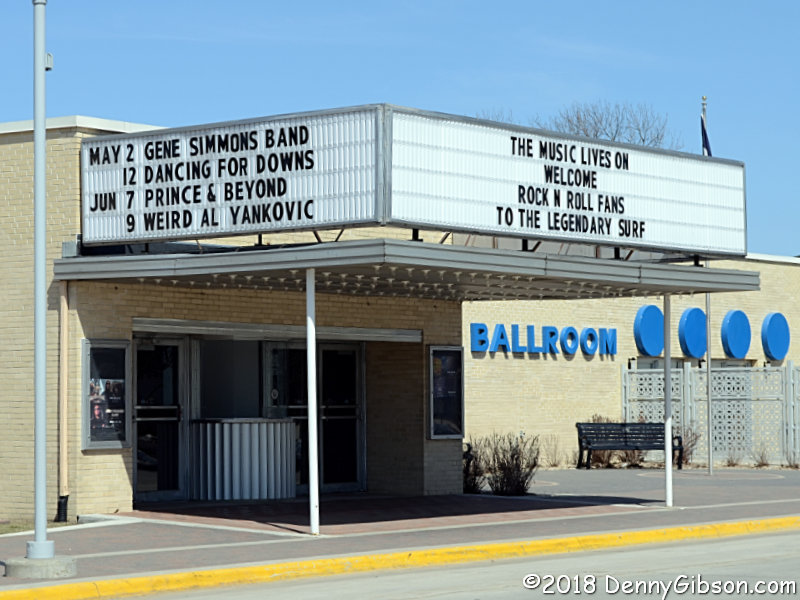 MAY 2 GENE SIMMONS BAND
12 DANCING FOR DOWNS
JUN 7 PRINCE & BEYOND
9 WEIRD AL YANKOVIC
THE MUSIC LIVES ON
WELCOME
ROCK N ROLL FANS
TO THE LEGENDARY SURF
BALLROOM
©2018 DennyGibson.com